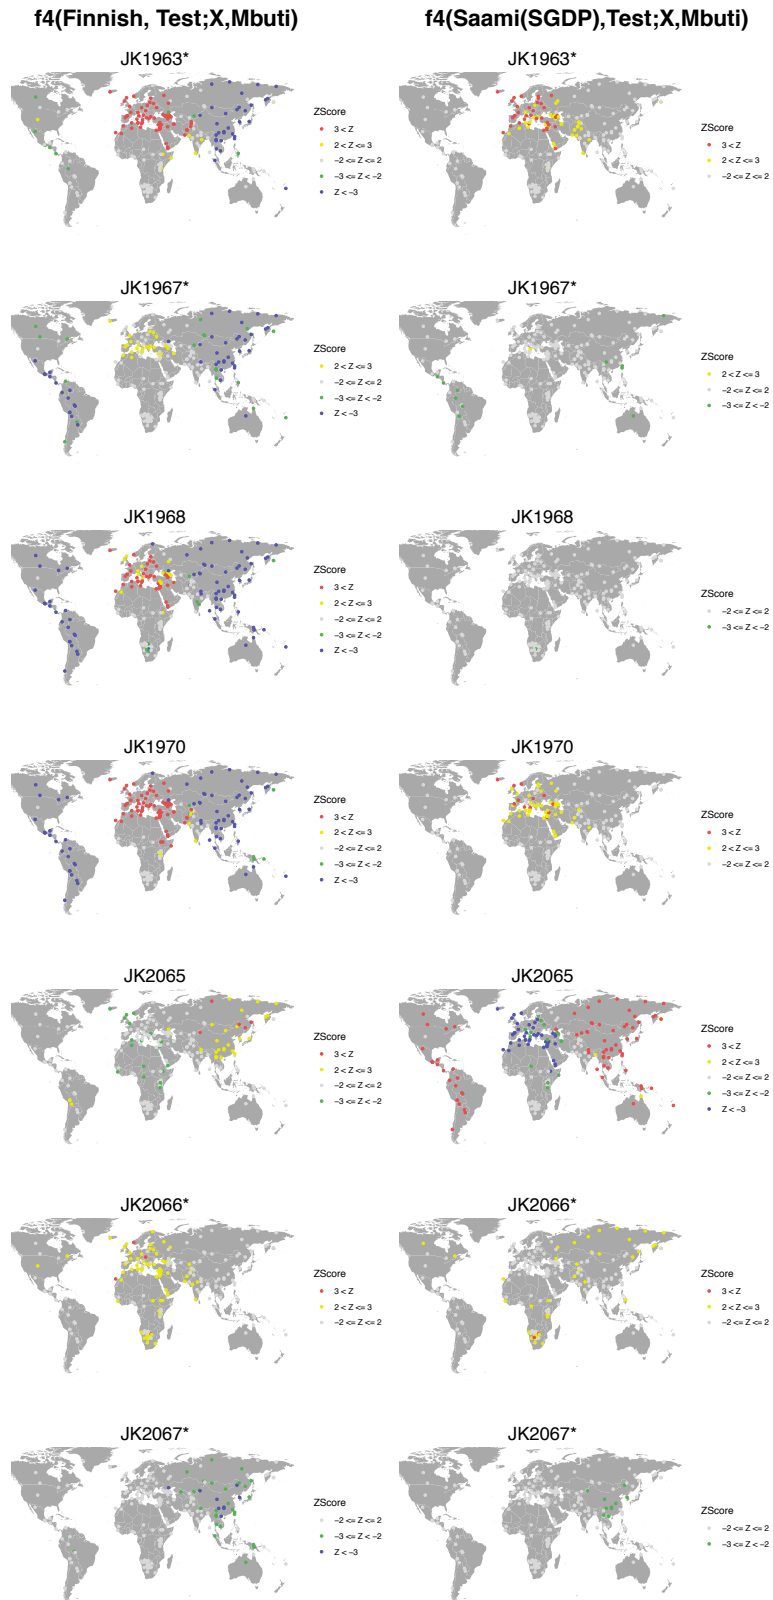 f4(Finnish, Test;X,Mbuti)
f4(Saami(SGDP),Test;X,Mbuti)
JK1963*
ZScore
3 < Z
2 < Z <= 3
−2 <= Z <= 2
−3 <= Z < −2
Z < −3
JK1963*
ZScore
3 < Z
2 < Z <= 3
−2 <= Z <= 2
JK1967*
ZScore
2 < Z <= 3
−2 <= Z <= 2
−3 <= Z < −2
Z < −3
JK1967*
ZScore
2 < Z <= 3
−2 <= Z <= 2
−3 <= Z < −2
JK1968
ZScore
3 < Z
2 < Z <= 3
−2 <= Z <= 2
−3 <= Z < −2
Z < −3
JK1968
ZScore
−2 <= Z <= 2
−3 <= Z < −2
JK1970
ZScore
3 < Z
2 < Z <= 3
−2 <= Z <= 2
−3 <= Z < −2
Z < −3
JK1970
ZScore
3 < Z
2 < Z <= 3
−2 <= Z <= 2
JK2065
ZScore
3 < Z
2 < Z <= 3
−2 <= Z <= 2
−3 <= Z < −2
JK2065
ZScore
3 < Z
2 < Z <= 3
−2 <= Z <= 2
−3 <= Z < −2
Z < −3
JK2066*
ZScore
3 < Z
2 < Z <= 3
−2 <= Z <= 2
JK2066*
ZScore
3 < Z
2 < Z <= 3
−2 <= Z <= 2
JK2067*
ZScore
−2 <= Z <= 2
−3 <= Z < −2
Z < −3
JK2067*
ZScore
−2 <= Z <= 2
−3 <= Z < −2